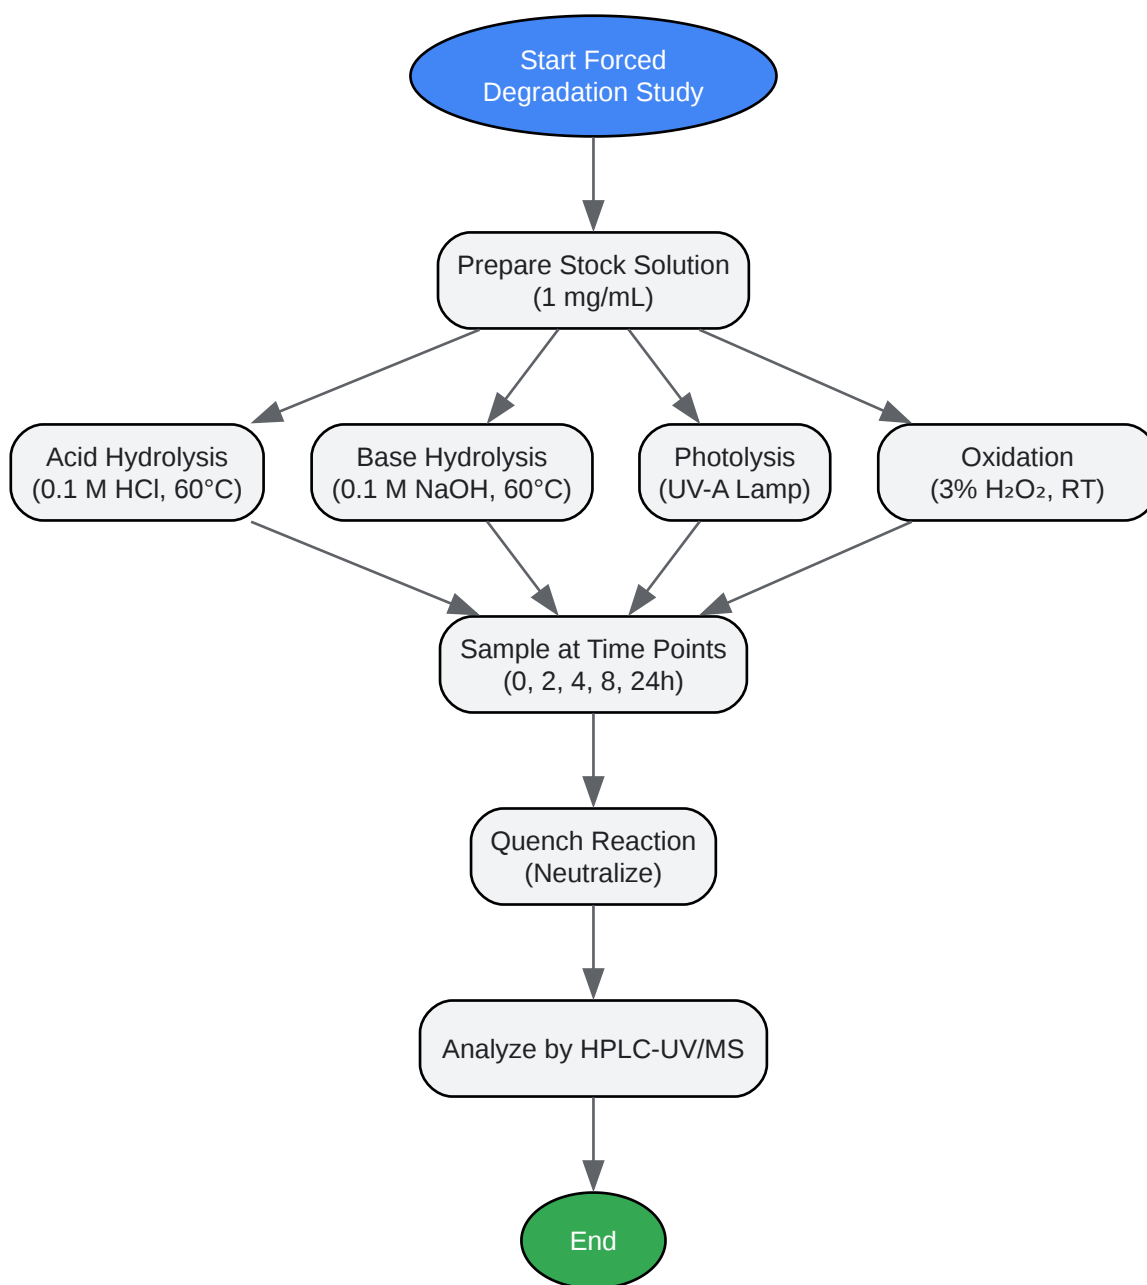 Start Forced
Degradation Study
Prepare Stock Solution
(1 mg/mL)
Acid Hydrolysis
(0.1 M HCl, 60°C)
Base Hydrolysis
(0.1 M NaOH, 60°C)
Photolysis
(UV-A Lamp)
Oxidation
(3% H₂O₂, RT)
Sample at Time Points
(0, 2, 4, 8, 24h)
Quench Reaction
(Neutralize)
Analyze by HPLC-UV/MS
End